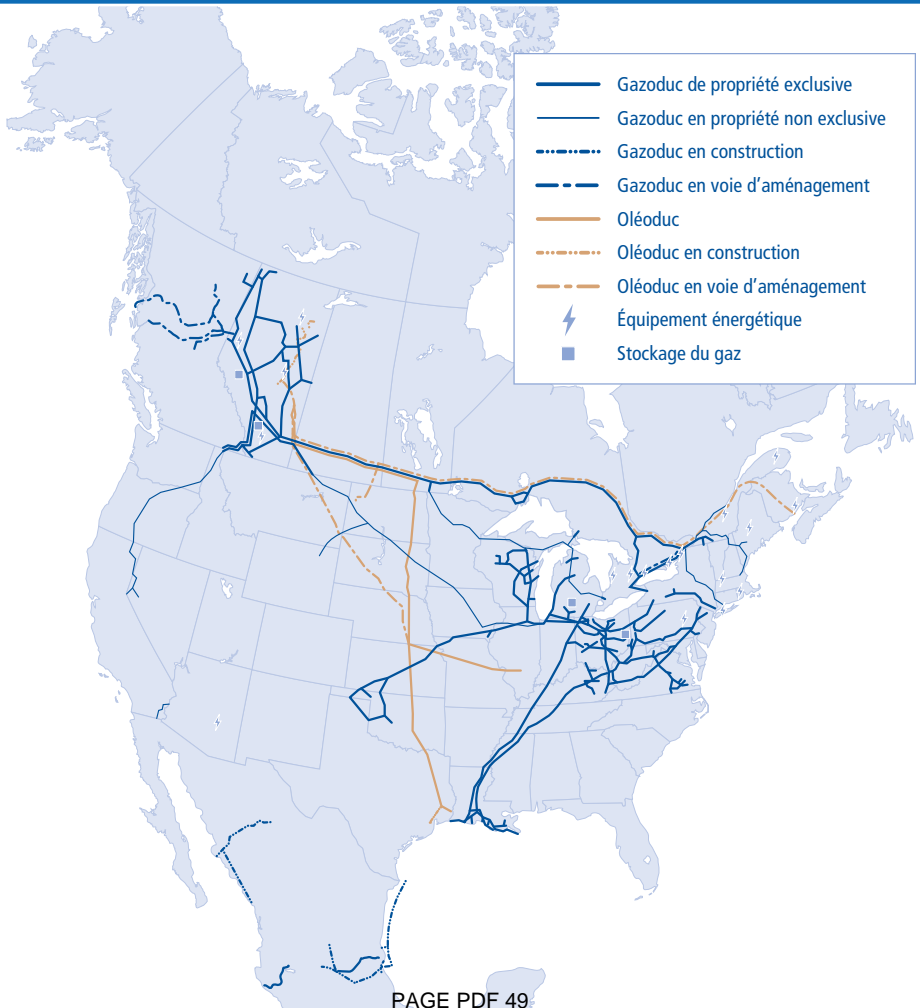 Gazoduc de propriété exclusive
Gazoduc en propriété non exclusive
Gazoduc en construction
Gazoduc en voie d’aménagement
Oléoduc
Oléoduc en construction
Oléoduc en voie d’aménagement
Équipement énergétique
Stockage du gaz
PAGE PDF 49